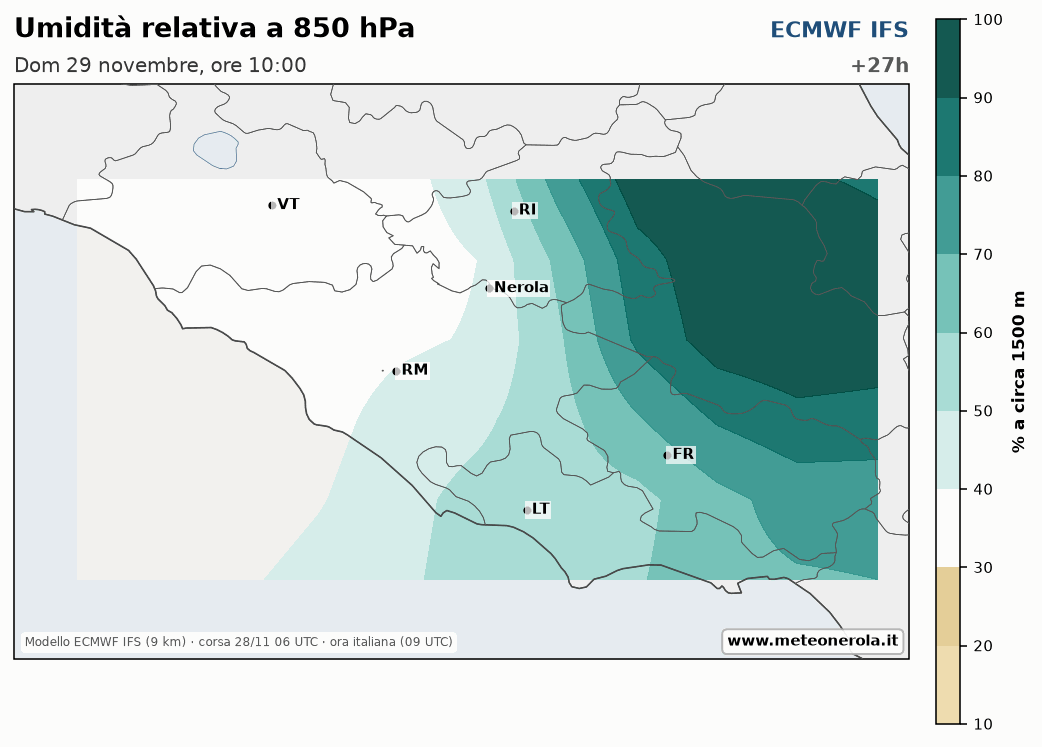 Umidità relativa a 850 hPa
ECMWF IFS
Dom 29 novembre, ore 10:00
+27h
VT
RI
Nerola
RM
FR
LT
Modello ECMWF IFS (9 km) · corsa 28/11 06 UTC · ora italiana (09 UTC)
www.meteonerola.it
100
90
80
70
60
50
40
30
20
10
% a circa 1500 m